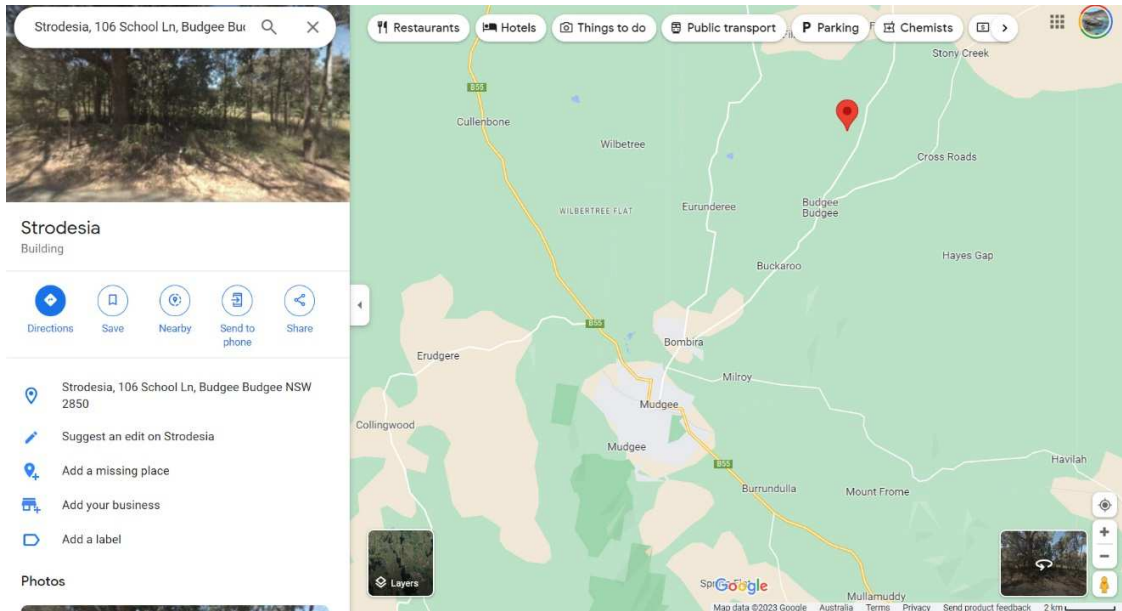 Strodesia, 106 School Ln, Budgee Bu
Restaurants
Hotels
Things to do
Public transport
P Parking
Chemists
Strodesia
Building
Directions
Save
Nearby
Send to
phone
Share
Strodesia, 106 School Ln, Budgee Budgee NSW
2850
Suggest an edit on Strodesia
Add a missing place
Add your business
Add a label
Photos
Stony Creek
B55
Cullenbone
Wilbetree
Cross Roads
WILBERTREE FLAT
Eurunderee
Budgee
Budgee
Hayes Gap
Buckaroo
B55
Bombira
Erudgere
Milroy
Mudgee
Collingwood
Mudgee
B55
Havilah
Burrundulla
Mount Frome
Layers
Google
Mullamuddy
Map data ©2023 Google Australia Terms Privacy Send product feedback 2 km